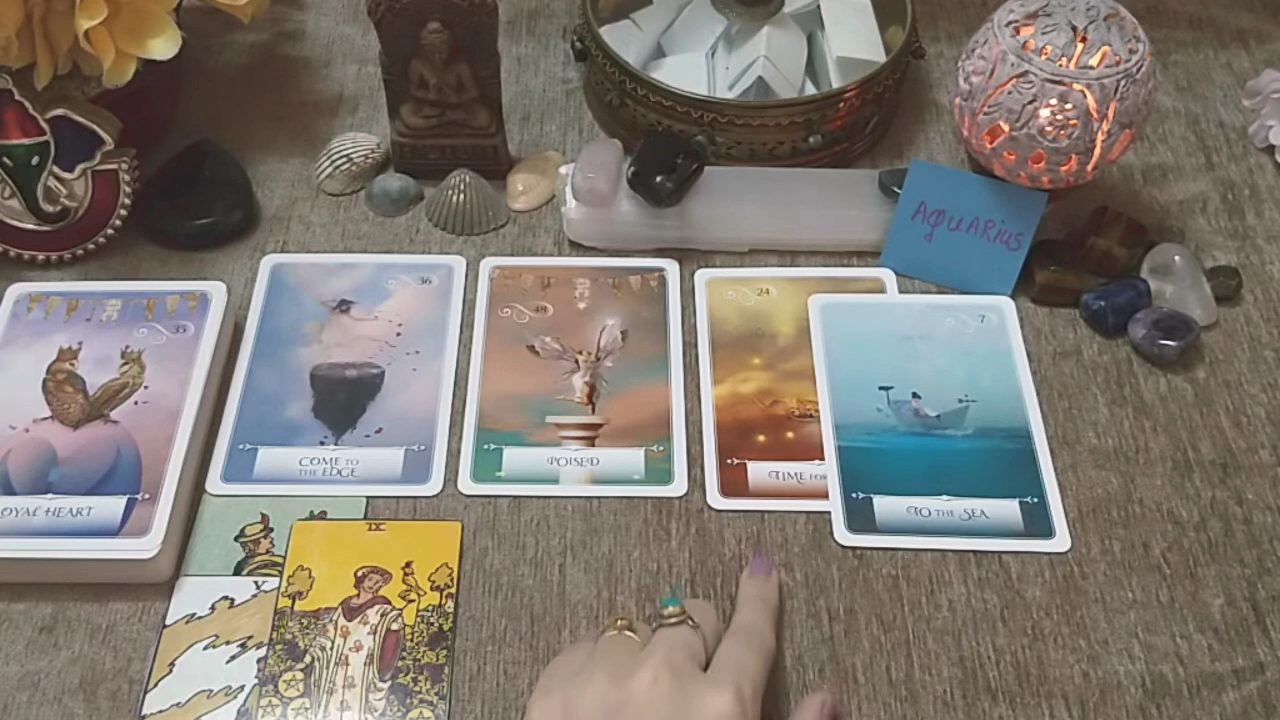 AQUARIUS
35
OYAL HEART
36
COME TO
THE EDGE
48
POISED
24
TIME FOR
7
TO THE SEA
V
IX